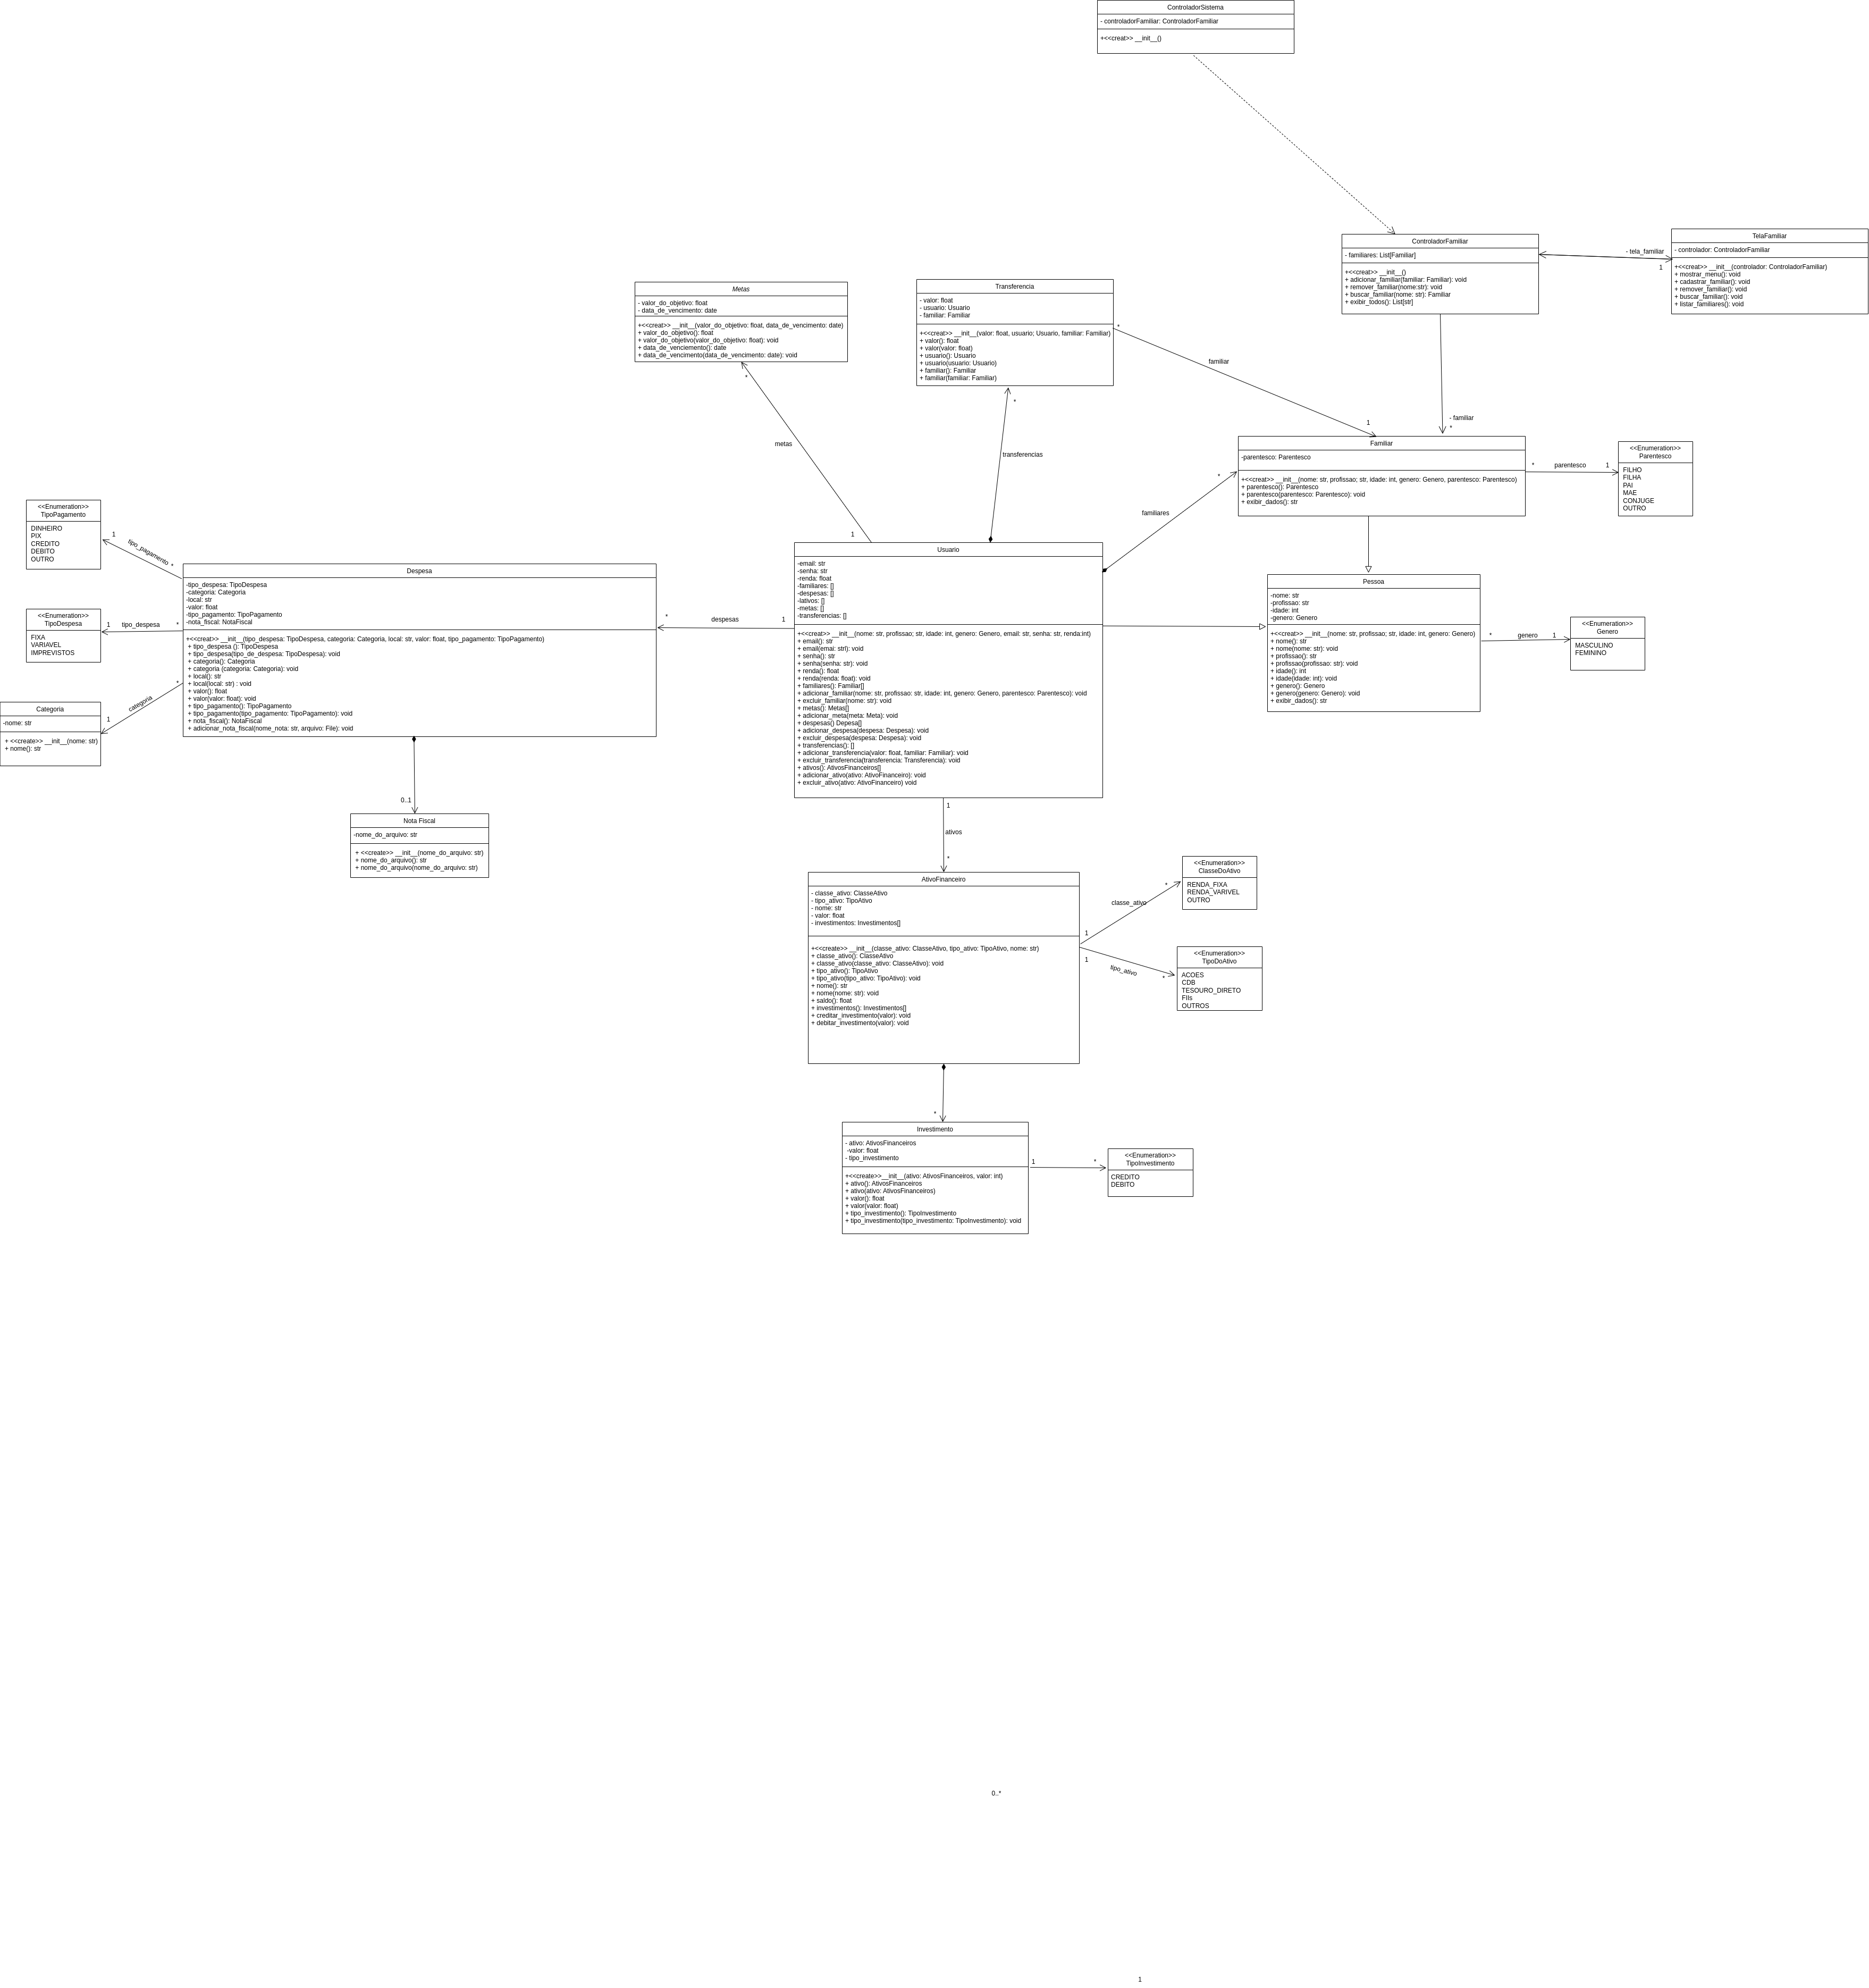 ControladorSistema
- controladorFamiliar: ControladorFamiliar
+<<creat>> __init__()
ControladorFamiliar
- familiares: List[Familiar]
+<<creat>> __init__()
+ adicionar_familiar(familiar: Familiar): void
+ remover_familiar(nome:str): void
+ buscar_familiar(nome: str): Familiar
+ exibir_todos(): List[str]
- tela_familiar
1
TelaFamiliar
- controlador: ControladorFamiliar
+<<creat>> __init__(controlador: ControladorFamiliar)
+ mostrar_menu(): void
+ cadastrar_familiar(): void
+ remover_familiar(): void
+ buscar_familiar(): void
+ listar_familiares(): void
Metas
- valor_do_objetivo: float
- data_de_vencimento: date
+<<creat>> __init__(valor_do_objetivo: float, data_de_vencimento: date)
+ valor_do_objetivo(): float
+ valor_do_objetivo(valor_do_objetivo: float): void
+ data_de_venciemento(): date
+ data_de_vencimento(data_de_vencimento: date): void
*
metas
1
Transferencia
- valor: float
- usuario: Usuario
- familiar: Familiar
+<<creat>> __init__(valor: float, usuario; Usuario, familiar: Familiar)
+ valor(): float
+ valor(valor: float)
+ usuario(): Usuario
+ usuario(usuario: Usuario)
+ familiar(): Familiar
+ familiar(familiar: Familiar)
*
familiar
1
*
transferencias
- familiar
*
Familiar
-parentesco: Parentesco
+<<creat>> __init__(nome: str, profissao; str, idade: int, genero: Genero, parentesco: Parentesco)
+ parentesco(): Parentesco
+ parentesco(parentesco: Parentesco): void
+ exibir_dados(): str
*
parentesco
1
<<Enumeration>>
Parentesco
FILHO
FILHA
PAI
MAE
CONJUGE
OUTRO
*
familiares
<<Enumeration>>
TipoPagamento
DINHEIRO
PIX
CREDITO
DEBITO
OUTRO
1
tipo_pagamento
*
<<Enumeration>>
TipoDespesa
FIXA
VARIAVEL
IMPREVISTOS
1
tipo_despesa
*
Categoria
-nome: str
+ <<create>> __init__(nome: str)
+ nome(): str
1
categoria
*
Despesa
-tipo_despesa: TipoDespesa
-categoria: Categoria
-local: str
-valor: float
-tipo_pagamento: TipoPagamento
-nota_fiscal: NotaFiscal
+<<creat>> __init__(tipo_despesa: TipoDespesa, categoria: Categoria, local: str, valor: float, tipo_pagamento: TipoPagamento)
+ tipo_despesa (): TipoDespesa
+ tipo_despesa(tipo_de_despesa: TipoDespesa): void
+ categoria(): Categoria
+ categoria (categoria: Categoria): void
+ local(): str
+ local(local: str) : void
+ valor(): float
+ valor(valor: float): void
+ tipo_pagamento(): TipoPagamento
+ tipo_pagamento(tipo_pagamento: TipoPagamento): void
+ nota_fiscal(): NotaFiscal
+ adicionar_nota_fiscal(nome_nota: str, arquivo: File): void
*
despesas
1
0..1
Nota Fiscal
-nome_do_arquivo: str
+ <<create>> __init__(nome_do_arquivo: str)
+ nome_do_arquivo(): str
+ nome_do_arquivo(nome_do_arquivo: str)
Usuario
-email: str
-senha: str
-renda: float
-familiares: []
-despesas: []
-lativos: []
-metas: []
-transferencias: []
+<<creat>> __init__(nome: str, profissao; str, idade: int, genero: Genero, email: str, senha: str, renda:int)
+ email(): str
+ email(emai: strl): void
+ senha(): str
+ senha(senha: str): void
+ renda(): float
+ renda(renda: float): void
+ familiares(): Familiar[]
+ adicionar_familiar(nome: str, profissao: str, idade: int, genero: Genero, parentesco: Parentesco): void
+ excluir_familiar(nome: str): void
+ metas(): Metas[]
+ adicionar_meta(meta: Meta): void
+ despesas() Depesa[]
+ adicionar_despesa(despesa: Despesa): void
+ excluir_despesa(despesa: Despesa): void
+ transferencias(): []
+ adicionar_transferencia(valor: float, familiar: Familiar): void
+ excluir_transferencia(transferencia: Transferencia): void
+ ativos(): AtivosFinanceiros[]
+ adicionar_ativo(ativo: AtivoFinanceiro): void
+ excluir_ativo(ativo: AtivoFinanceiro) void
Pessoa
-nome: str
-profissao: str
-idade: int
-genero: Genero
+<<creat>> __init__(nome: str, profissao; str, idade: int, genero: Genero)
+ nome(): str
+ nome(nome: str): void
+ profissao(): str
+ profissao(profissao: str): void
+ idade(): int
+ idade(idade: int): void
+ genero(): Genero
+ genero(genero: Genero): void
+ exibir_dados(): str
*
genero
1
<<Enumeration>>
Genero
MASCULINO
FEMININO
1
ativos
*
AtivoFinanceiro
- classe_ativo: ClasseAtivo
- tipo_ativo: TipoAtivo
- nome: str
- valor: float
- investimentos: Investimentos[]
+<<create>> __init__(classe_ativo: ClasseAtivo, tipo_ativo: TipoAtivo, nome: str)
+ classe_ativo(): ClasseAtivo
+ classe_ativo(classe_ativo: ClasseAtivo): void
+ tipo_ativo(): TipoAtivo
+ tipo_ativo(tipo_ativo: TipoAtivo): void
+ nome(): str
+ nome(nome: str): void
+ saldo(): float
+ investimentos(): Investimentos[]
+ creditar_investimento(valor): void
+ debitar_investimento(valor): void
*
classe_ativo
1
<<Enumeration>>
ClasseDoAtivo
RENDA_FIXA
RENDA_VARIVEL
OUTRO
1
tipo_ativo
*
<<Enumeration>>
TipoDoAtivo
ACOES
CDB
TESOURO_DIRETO
FIIs
OUTROS
*
Investimento
- ativo: AtivosFinanceiros
-valor: float
- tipo_investimento
+<<create>>__init__(ativo: AtivosFinanceiros, valor: int)
+ ativo(): AtivosFinanceiros
+ ativo(ativo: AtivosFinanceiros)
+ valor(): float
+ valor(valor: float)
+ tipo_investimento(): TipoInvestimento
+ tipo_investimento(tipo_investimento: TipoInvestimento): void
1
*
<<Enumeration>>
TipoInvestimento
CREDITO
DEBITO
0..*
1